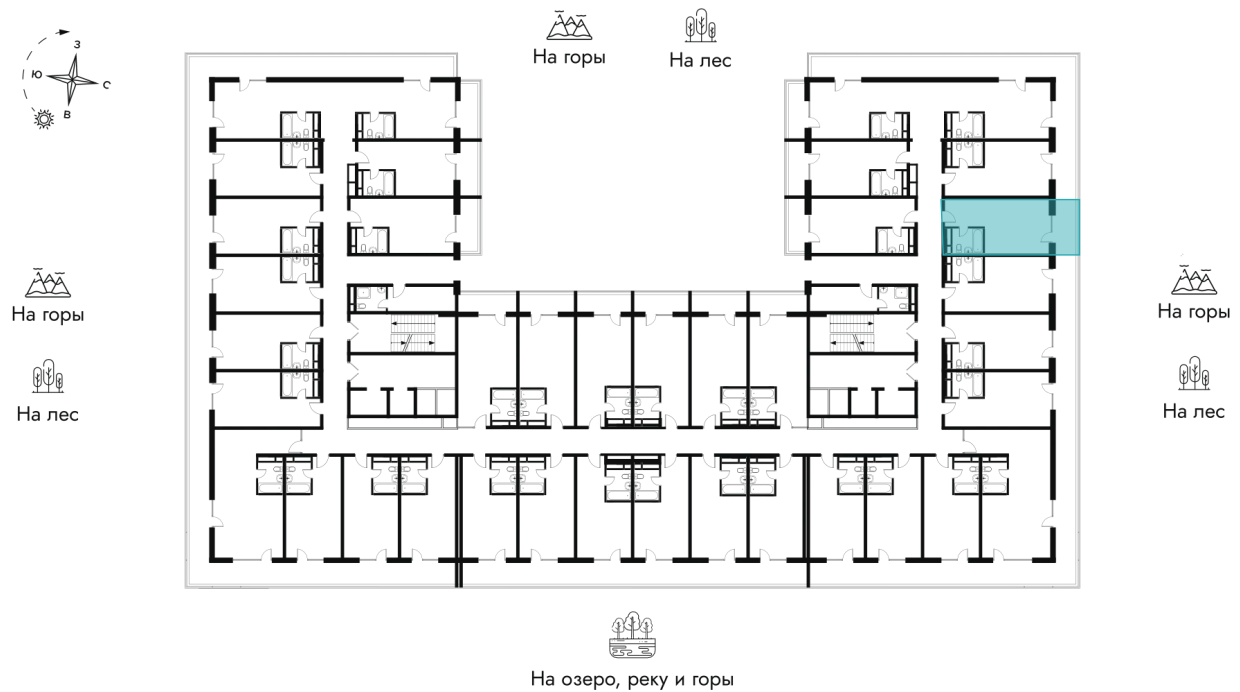 На горы
На лес
З
Ю
С
В
На горы
На лес
На горы
На лес
На озеро, реку и горы